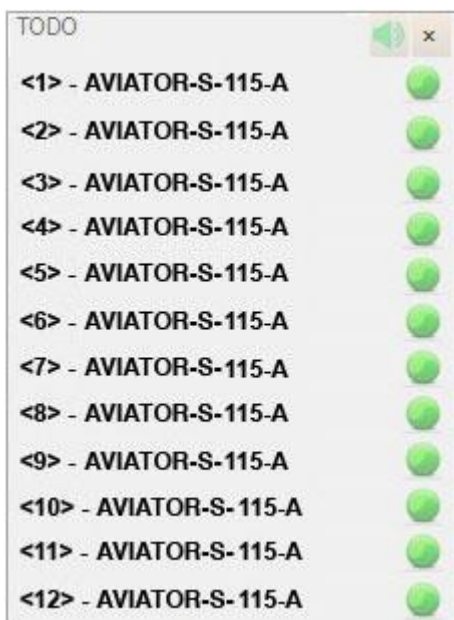 TODO
×
<1> - AVIATOR-S-115-A
<2> - AVIATOR-S-115-A
<3> - AVIATOR-S-115-A
<4> - AVIATOR-S-115-A
<5> - AVIATOR-S-115-A
<6> - AVIATOR-S-115-A
<7> - AVIATOR-S-115-A
<8> - AVIATOR-S-115-A
<9> - AVIATOR-S-115-A
<10> - AVIATOR-S-115-A
<11> - AVIATOR-S-115-A
<12> - AVIATOR-S-115-A